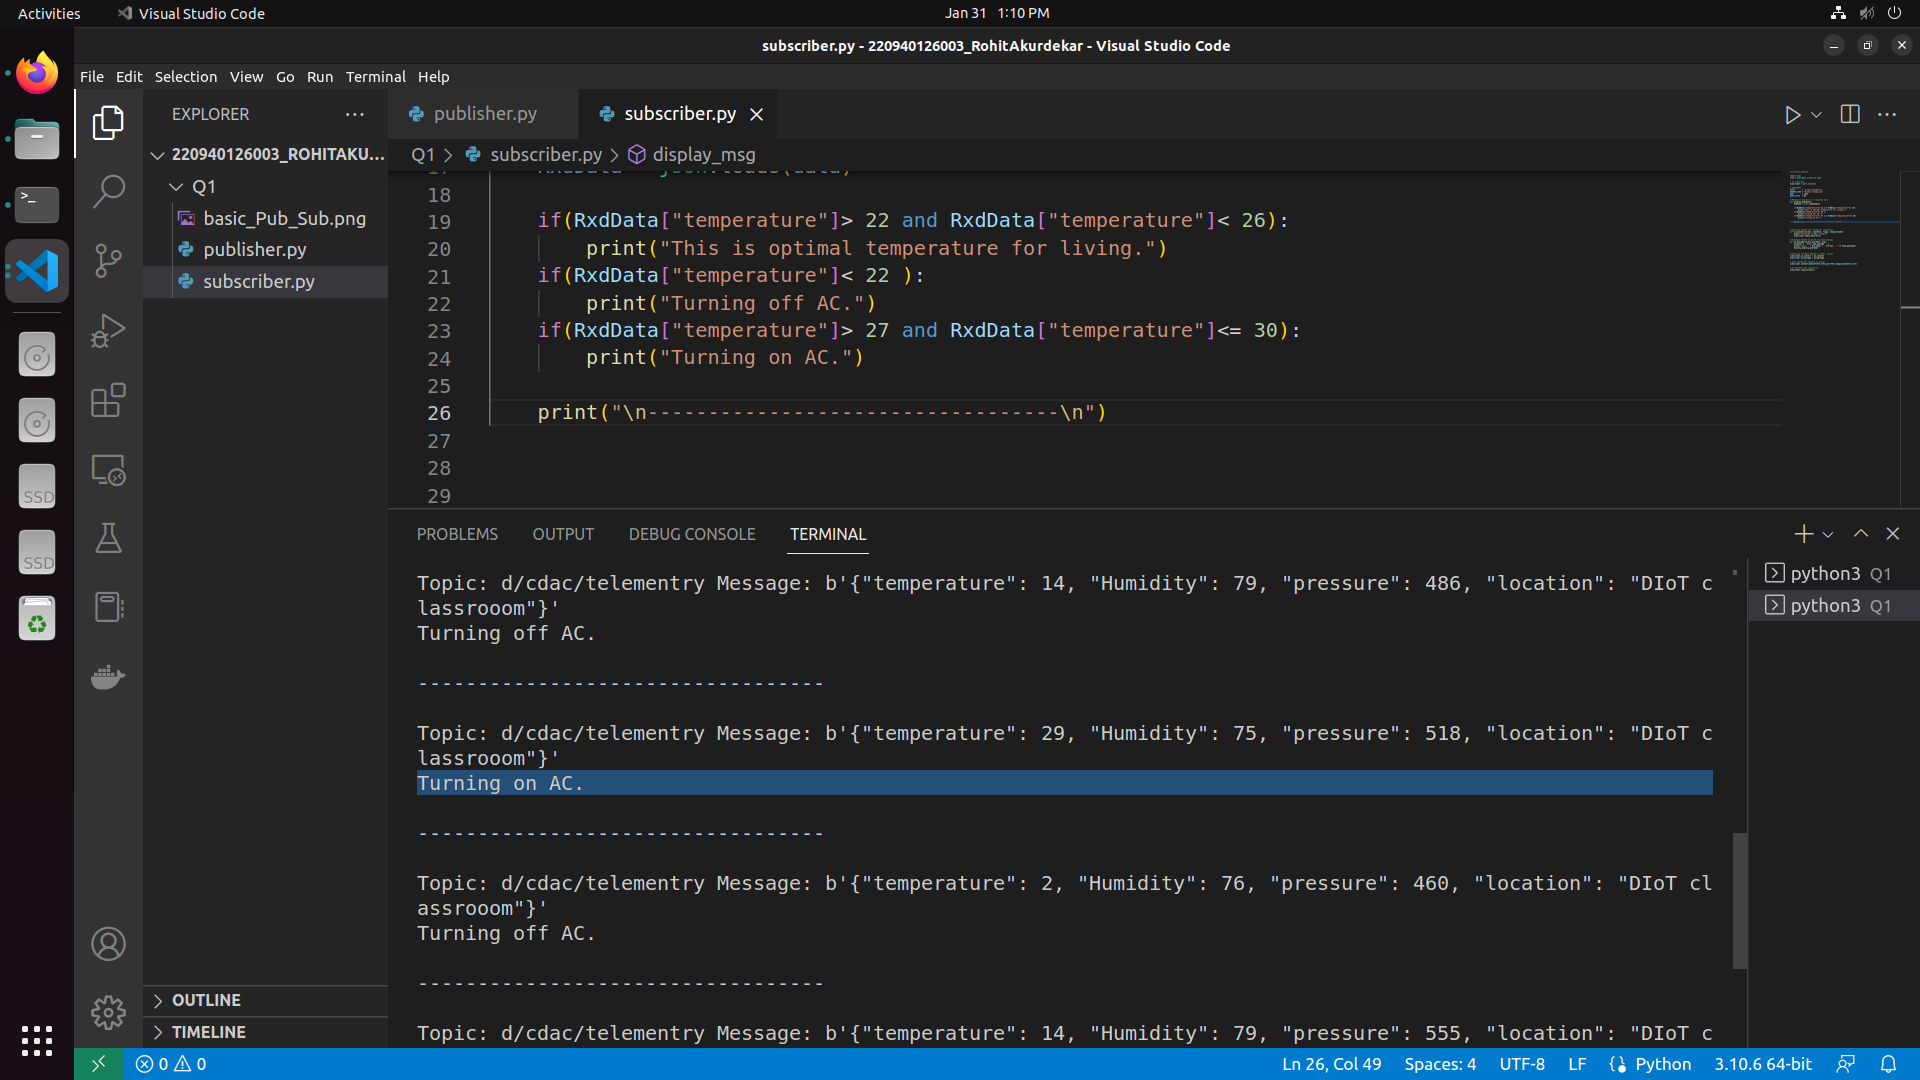 Activities Visual Studio Code Jan 31 1:10 PM
subscriber.py - 220940126003_RohitAkurdekar - Visual Studio Code
File Edit Selection View Go Run Terminal Help
EXPLORER
publisher.py subscriber.py
220940126003_ROHITAKU...
Q1 > subscriber.py > display_msg
Q1
basic_Pub_Sub.png
publisher.py
subscriber.py
18
19 if(RxdData["temperature"]> 22 and RxdData["temperature"]< 26):
20 print("This is optimal temperature for living.")
21 if(RxdData["temperature"]< 22 ):
22 print("Turning off AC.")
23 if(RxdData["temperature"]> 27 and RxdData["temperature"]<= 30):
24 print("Turning on AC.")
25
26 print("\n----------------------------------\n")
27
28
29
SSD
SSD
PROBLEMS OUTPUT DEBUG CONSOLE TERMINAL
python3 Q1
python3 Q1
Topic: d/cdac/telementry Message: b'{"temperature": 14, "Humidity": 79, "pressure": 486, "location": "DIoT c
lassrooom"}'
Turning off AC.
----------------------------------
Topic: d/cdac/telementry Message: b'{"temperature": 29, "Humidity": 75, "pressure": 518, "location": "DIoT c
lassrooom"}'
Turning on AC.
----------------------------------
Topic: d/cdac/telementry Message: b'{"temperature": 2, "Humidity": 76, "pressure": 460, "location": "DIoT cl
assrooom"}'
Turning off AC.
----------------------------------
Topic: d/cdac/telementry Message: b'{"temperature": 14, "Humidity": 79, "pressure": 555, "location": "DIoT c
OUTLINE
TIMELINE
0 0 Ln 26, Col 49 Spaces: 4 UTF-8 LF Python 3.10.6 64-bit